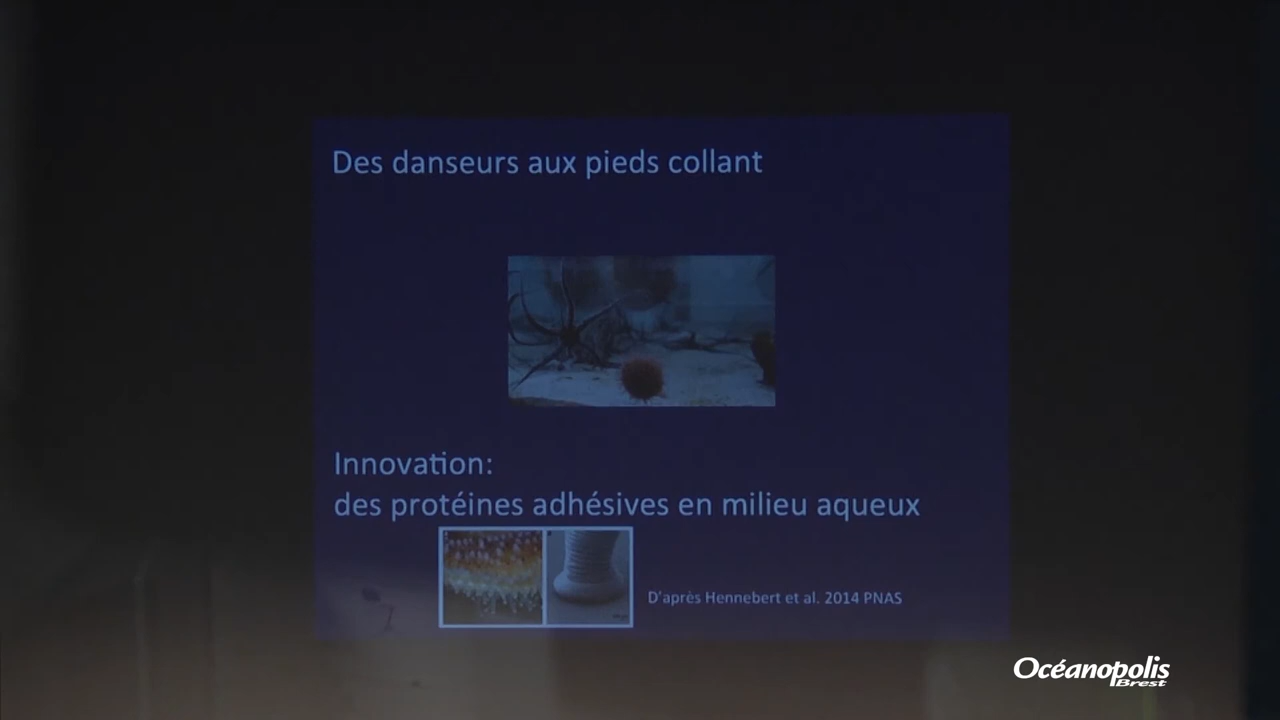 Des danseurs aux pieds collant
Innovation:
des protéines adhésives en milieu aqueux
D'après Hennebert et al. 2014 PNAS
Océanopolis
Brest